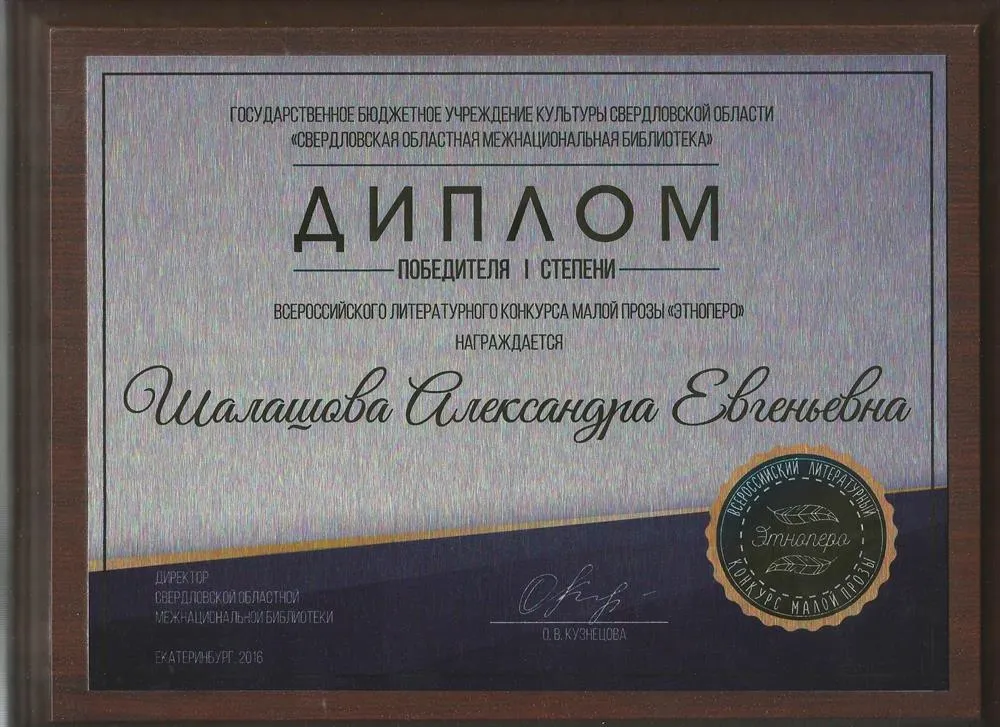 ГОСУДАРСТВЕННОЕ БЮДЖЕТНОЕ УЧРЕЖДЕНИЕ КУЛЬТУРЫ СВЕРДЛОВСКОЙ ОБЛАСТИ
«СВЕРДЛОВСКАЯ ОБЛАСТНАЯ МЕЖНАЦИОНАЛЬНАЯ БИБЛИОТЕКА»
ДИПЛОМ
ПОБЕДИТЕЛЯ I СТЕПЕНИ
ВСЕРОССИЙСКОГО ЛИТЕРАТУРНОГО КОНКУРСА МАЛОЙ ПРОЗЫ «ЭТНОПЕРО»
НАГРАЖДАЕТСЯ
Шалашова Александра Евгеньевна
ВСЕРОССИЙСКИЙ ЛИТЕРАТУРНЫЙ
Этноперо
КОНКУРС МАЛОЙ ПРОЗЫ
ДИРЕКТОР
СВЕРДЛОВСКОЙ ОБЛАСТНОЙ
МЕЖНАЦИОНАЛЬНОЙ БИБЛИОТЕКИ
О. В. КУЗНЕЦОВА
ЕКАТЕРИНБУРГ, 2016